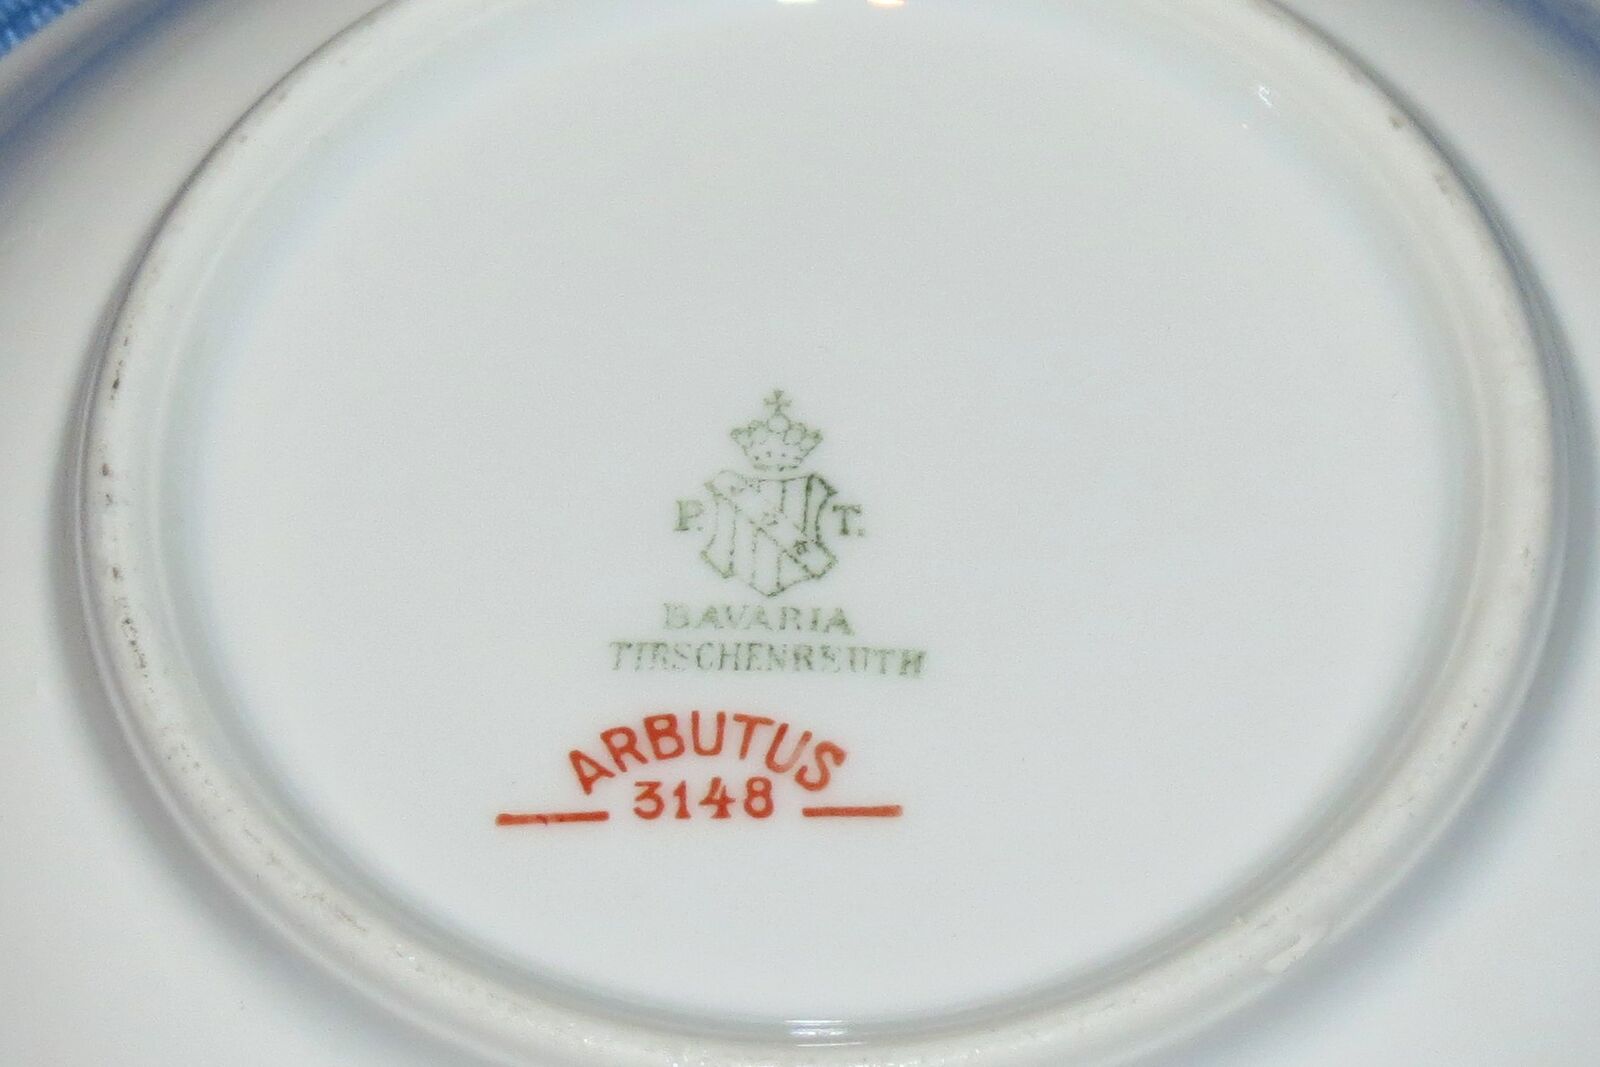 P. T.
BAVARIA
TIRSCHENREUTH
ARBUTUS
3148